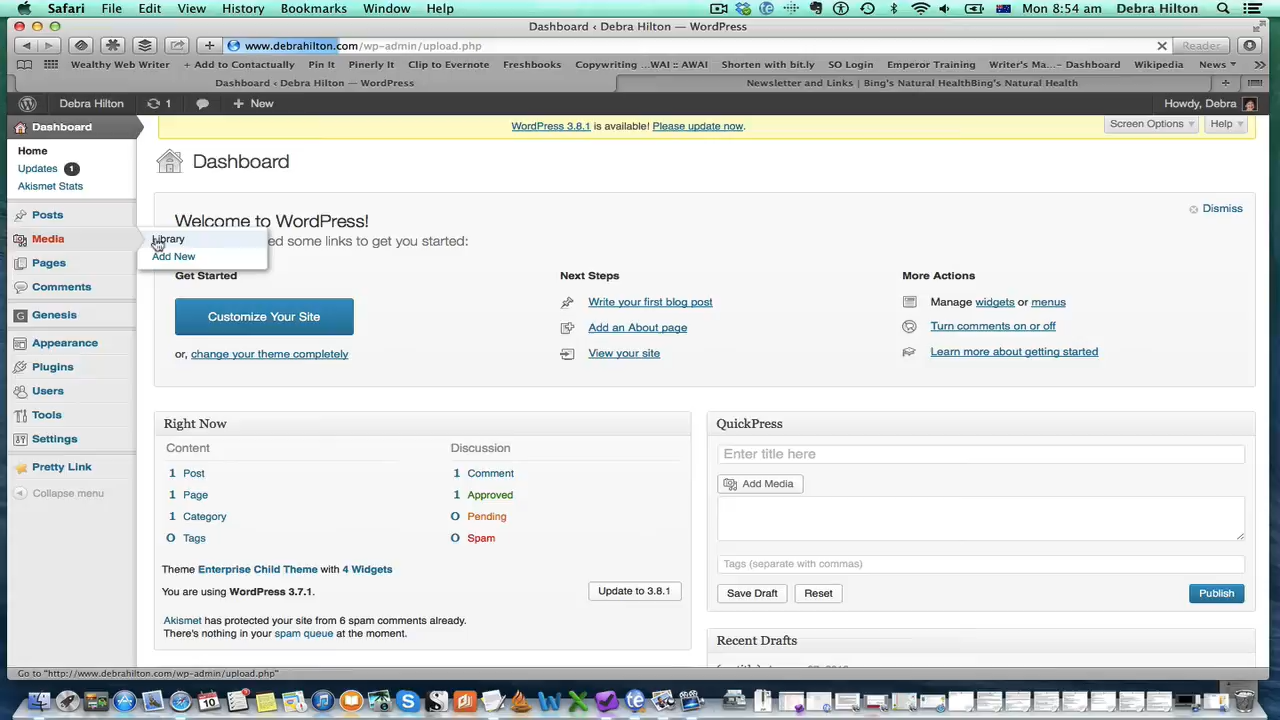 Safari File Edit View History Bookmarks Window Help Mon 8:54 am Debra Hilton
Dashboard ‹ Debra Hilton — WordPress
www.debrahilton.com/wp-admin/upload.php Reader
Wealthy Web Writer + Add to Contactually Pin It Pinerly It Clip to Evernote Freshbooks Copywriting ...WAI :: AWAI Shorten with bit.ly SO Login Emperor Training Writer's Ma... – Dashboard Wikipedia News
Dashboard ‹ Debra Hilton — WordPress Newsletter and Links | Bing's Natural HealthBing's Natural Health
Debra Hilton 1 + New Howdy, Debra
Dashboard
WordPress 3.8.1 is available! Please update now.
Screen Options Help
Home
Updates 1
Akismet Stats
Posts
Media
Library
Add New
Pages
Comments
Genesis
Appearance
Plugins
Users
Tools
Settings
Pretty Link
Collapse menu
Dashboard
Welcome to WordPress!
Dismiss
ed some links to get you started:
Get Started
Customize Your Site
or, change your theme completely
Next Steps
Write your first blog post
Add an About page
View your site
More Actions
Manage widgets or menus
Turn comments on or off
Learn more about getting started
Right Now
Content Discussion
1 Post 1 Comment
1 Page 1 Approved
1 Category 0 Pending
0 Tags 0 Spam
Theme Enterprise Child Theme with 4 Widgets
You are using WordPress 3.7.1. Update to 3.8.1
Akismet has protected your site from 6 spam comments already.
There's nothing in your spam queue at the moment.
QuickPress
Enter title here
Add Media
Tags (separate with commas)
Save Draft Reset Publish
Recent Drafts
Go to "http://www.debrahilton.com/wp-admin/upload.php"